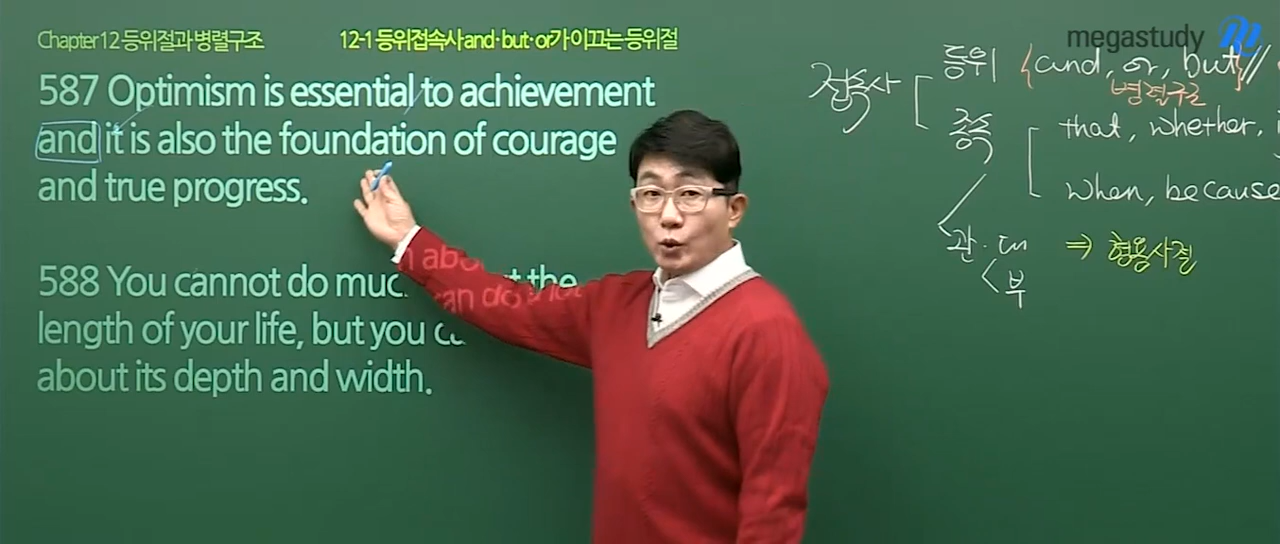 Chapter 12 등위절과 병렬구조
12-1 등위접속사 and·but·or가 이끄는 등위절
587 Optimism is essential to achievement
and it is also the foundation of courage
and true progress.
588 You cannot do muc the
length of your life, but you
about its depth and width.
megastudy
접속사
등위 {and, or, but}
병렬구조
종속
that, whether,
when, because
관·대
부
⇒ 형용사절